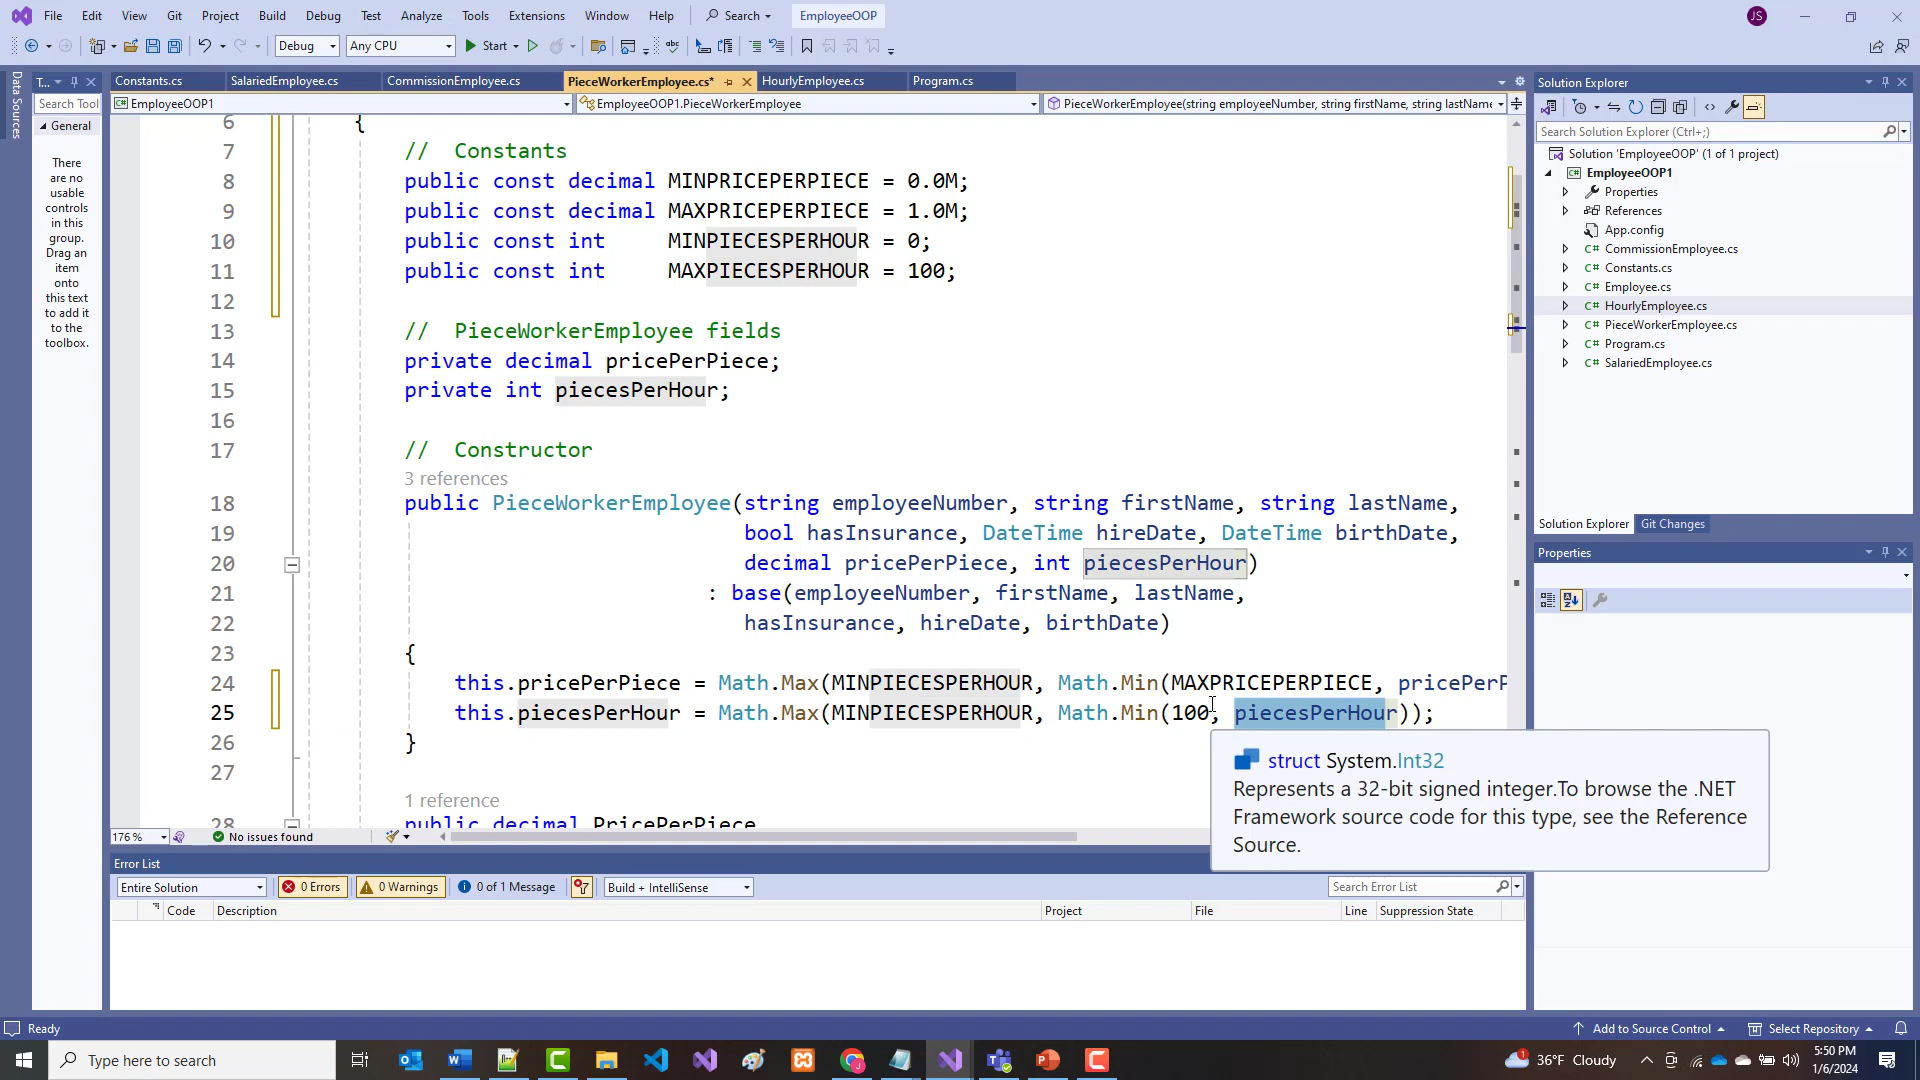 File Edit View Git Project Build Debug Test Analyze Tools Extensions Window Help Search EmployeeOOP JS
Debug Any CPU Start
Data Sources
T...
Search Tool
General
There are no usable controls in this group. Drag an item onto this text to add it to the toolbox.
Constants.cs SalariedEmployee.cs CommissionEmployee.cs PieceWorkerEmployee.cs* HourlyEmployee.cs Program.cs
EmployeeOOP1 EmployeeOOP1.PieceWorkerEmployee PieceWorkerEmployee(string employeeNumber, string firstName, string lastName,
6 {
7 // Constants
8 public const decimal MINPRICEPERPIECE = 0.0M;
9 public const decimal MAXPRICEPERPIECE = 1.0M;
10 public const int MINPIECESPERHOUR = 0;
11 public const int MAXPIECESPERHOUR = 100;
12
13 // PieceWorkerEmployee fields
14 private decimal pricePerPiece;
15 private int piecesPerHour;
16
17 // Constructor
3 references
18 public PieceWorkerEmployee(string employeeNumber, string firstName, string lastName,
19 bool hasInsurance, DateTime hireDate, DateTime birthDate,
20 decimal pricePerPiece, int piecesPerHour)
21 : base(employeeNumber, firstName, lastName,
22 hasInsurance, hireDate, birthDate)
23 {
24 this.pricePerPiece = Math.Max(MINPIECESPERHOUR, Math.Min(MAXPRICEPERPIECE, pricePerP
25 this.piecesPerHour = Math.Max(MINPIECESPERHOUR, Math.Min(100, piecesPerHour));
26 }
27
1 reference
28 public decimal PricePerPiece
struct System.Int32
Represents a 32-bit signed integer.To browse the .NET
Framework source code for this type, see the Reference
Source.
176 % No issues found
Error List
Entire Solution 0 Errors 0 Warnings 0 of 1 Message Build + IntelliSense Search Error List
Code Description Project File Line Suppression State
Solution Explorer
Search Solution Explorer (Ctrl+;)
Solution 'EmployeeOOP' (1 of 1 project)
EmployeeOOP1
Properties
References
App.config
C# CommissionEmployee.cs
C# Constants.cs
C# Employee.cs
C# HourlyEmployee.cs
C# PieceWorkerEmployee.cs
C# Program.cs
C# SalariedEmployee.cs
Solution Explorer Git Changes
Properties
Ready Add to Source Control Select Repository
Type here to search 36°F Cloudy 5:50 PM
1/6/2024